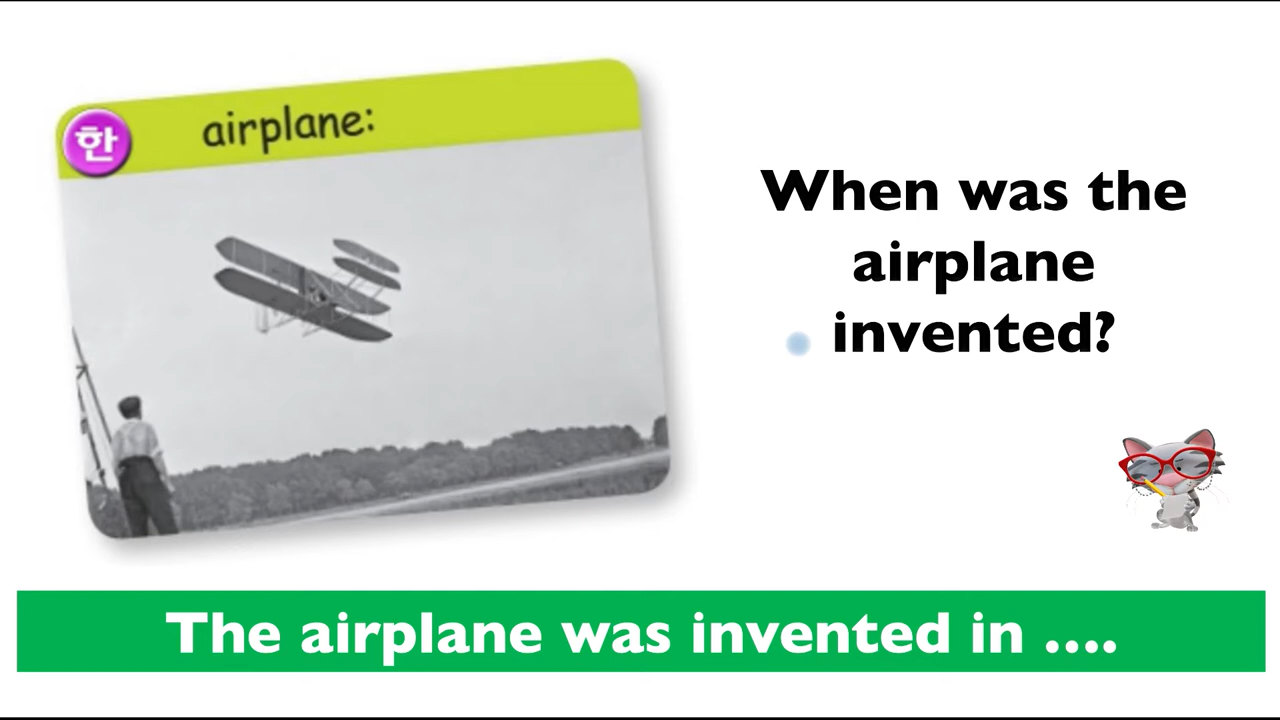 한
airplane:
When was the
airplane
invented?
The airplane was invented in ....